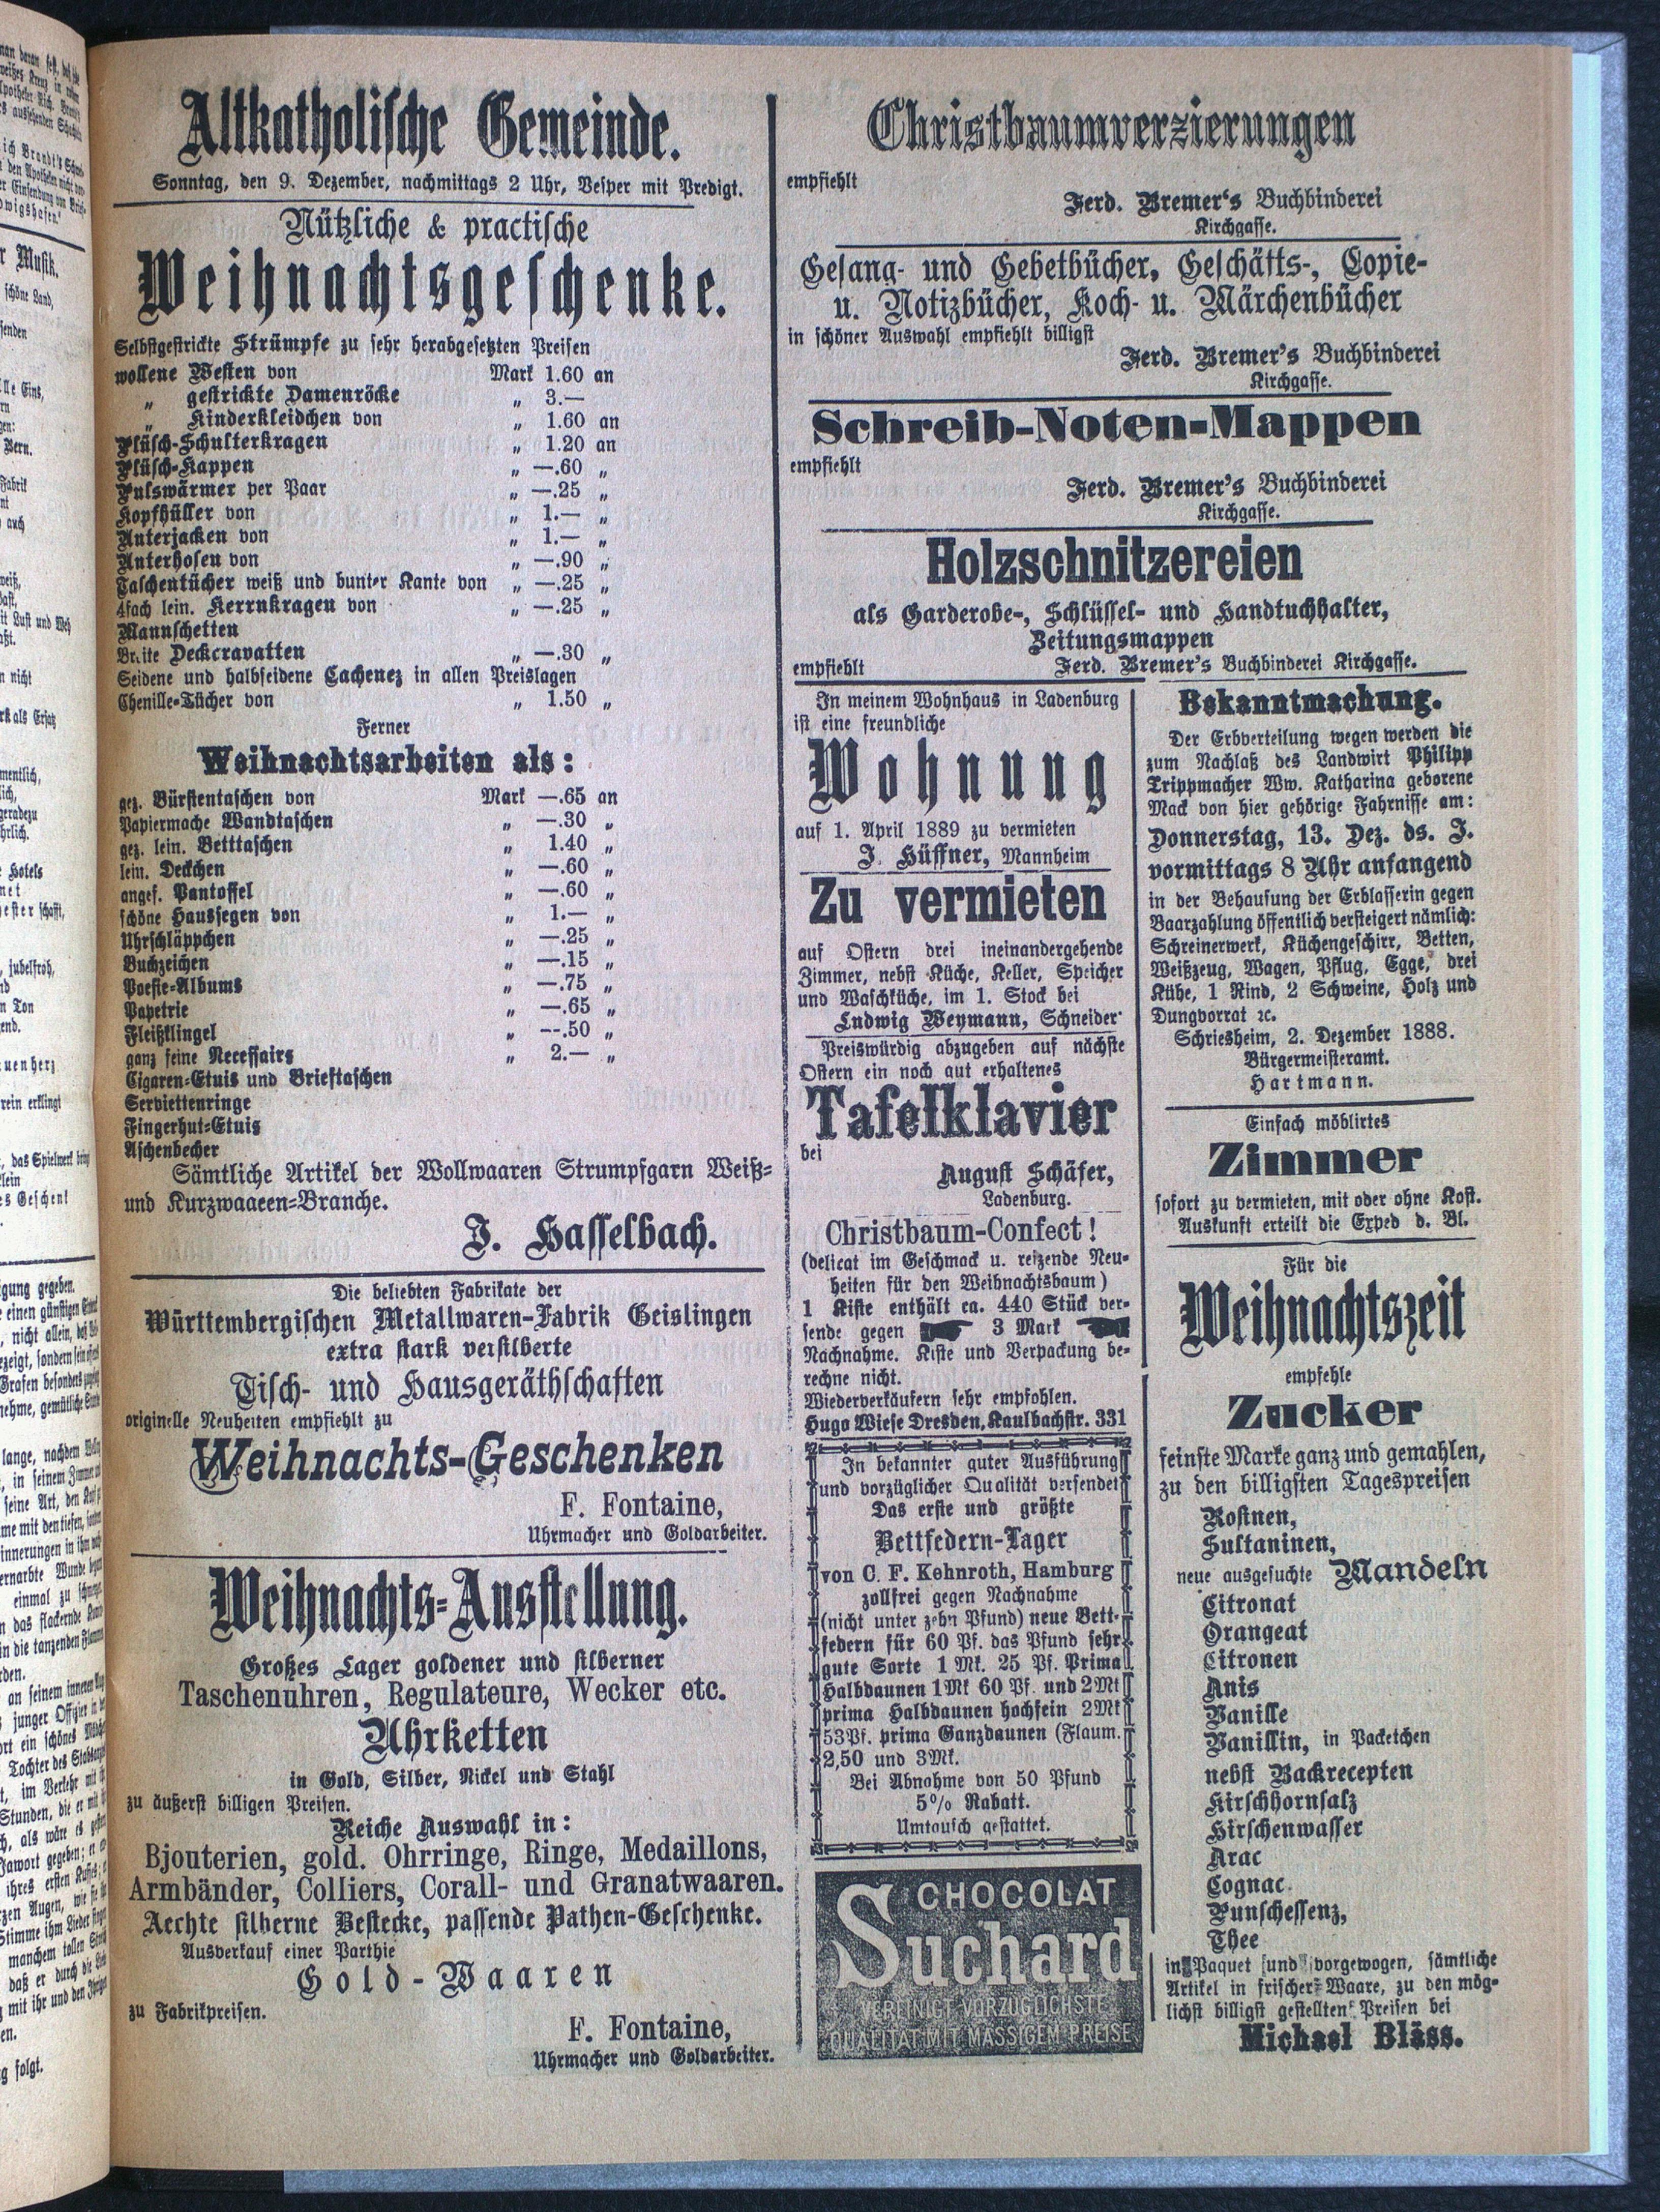 Altkatholische Gemeinde.
Sonntag, den 9. Dezember, nachmittags 2 Uhr, Vesper mit Predigt.
Nützliche & practische
Weihnachtsgeschenke.
Selbstgestrickte Strümpfe zu sehr herabgesetzten Preisen
wollene Westen von Mark 1.60 an
„ gestrickte Damenröcke „ 3.—
„ Kinderkleidchen von „ 1.60 an
Plüsch-Schulterkragen „ 1.20 an
Plüsch-Kappen „ —.60 „
Pulswärmer per Paar „ —.25 „
Kopfhüller von „ 1.— „
Unterjacken von „ 1.— „
Unterhosen von „ —.90 „
Taschentücher weiß und bunter Kante von „ —.25 „
4fach lein. Herrnkragen von „ —.25 „
Mannschetten
Breite Deckcravatten „ —.30 „
Seidene und halbseidene Cachenez in allen Preislagen
Chenille-Tücher von „ 1.50 „
Ferner
Weihnachtsarbeiten als:
gez. Bürstentaschen von Mark —.65 an
Papiermache Wandtaschen „ —.30 „
gez. lein. Betttaschen „ 1.40 „
lein. Deckchen „ —.60 „
angef. Pantoffel „ —.60 „
schöne Haussegen von „ 1.— „
Uhrschläppchen „ —.25 „
Buchzeichen „ —.15 „
Poesie-Albums „ —.75 „
Papetrie „ —.65 „
Fleißklingel „ —.50 „
ganz feine Necessairs „ 2.— „
Cigaren-Etuis und Brieftaschen
Serviettenringe
Fingerhut-Etuis
Aschenbecher
Sämtliche Artikel der Wollwaaren Strumpfgarn Weiß-
und Kurzwaaeen-Branche.
J. Hasselbach.
Die beliebten Fabrikate der
Württembergischen Metallwaren-Fabrik Geislingen
extra stark versilberte
Tisch- und Hausgeräthschaften
originelle Neuheiten empfiehlt zu
Weihnachts-Geschenken
F. Fontaine,
Uhrmacher und Goldarbeiter.
Weihnachts-Ausstellung.
Großes Lager goldener und silberner
Taschenuhren, Regulateure, Wecker etc.
Uhrketten
in Gold, Silber, Nickel und Stahl
zu äußerst billigen Preisen.
Reiche Auswahl in:
Bjouterien, gold. Ohrringe, Ringe, Medaillons,
Armbänder, Colliers, Corall- und Granatwaaren.
Aechte silberne Bestecke, passende Pathen-Geschenke.
Ausverkauf einer Parthie
Gold-Waaren
zu Fabrikpreisen.
F. Fontaine,
Uhrmacher und Goldarbeiter.
Christbaumverzierungen
empfiehlt
Ferd. Bremer's Buchbinderei
Kirchgasse.
Gesang- und Gebetbücher, Geschätts-, Copie-
u. Notizbücher, Koch- u. Märchenbücher
in schöner Auswahl empfiehlt billigst
Ferd. Bremer's Buchbinderei
Kirchgasse.
Schreib-Noten-Mappen
empfiehlt
Ferd. Bremer's Buchbinderei
Kirchgasse.
Holzschnitzereien
als Garderobe-, Schlüssel- und Handtuchhalter,
Zeitungsmappen
empfiehlt Ferd. Bremer's Buchbinderei Kirchgasse.
In meinem Wohnhaus in Ladenburg
ist eine freundliche
Wohnung
auf 1. April 1889 zu vermieten
J. Hüffner, Mannheim
Zu vermieten
auf Ostern drei ineinandergehende
Zimmer, nebst Küche, Keller, Speicher
und Waschküche, im 1. Stock bei
Ludwig Weymann, Schneider
Preiswürdig abzugeben auf nächste
Ostern ein noch aut erhaltenes
Tafelklavier
bei
August Schäfer,
Ladenburg.
Christbaum-Confect!
(delicat im Geschmack u. reizende Neu-
heiten für den Weihnachtsbaum)
1 Kiste enthält ca. 440 Stück ver-
sende gegen 3 Mark
Nachnahme. Kiste und Verpackung be-
rechne nicht.
Wiederverkäufern sehr empfohlen.
Hugo Wiese Dresden, Kaulbachstr. 331
In bekannter guter Ausführung
und vorzüglicher Qualität versendet
Das erste und größte
Bettfedern-Lager
von C. F. Kehnroth, Hamburg
zollfrei gegen Nachnahme
(nicht unter zehn Pfund) neue Bett-
federn für 60 Pf. das Pfund sehr
gute Sorte 1 Mk. 25 Pf. Prima
Halbdaunen 1Mk 60 Pf. und 2Mk
prima Halbdaunen hochfein 2Mk
53Pf. prima Ganzdaunen (Flaum.
2,50 und 3Mk.
Bei Abnahme von 50 Pfund
5% Rabatt.
Umtausch gestattet.
CHOCOLAT
Suchard
VEREINIGT VORZÜGLICHSTE
QUALITÄT MIT MÄSSIGEM PREISE
Bekanntmachung.
Der Erbverteilung wegen werden die
zum Nachlaß des Landwirt Philipp
Trippmacher Ww. Katharina geborene
Mack von hier gehörige Fahrnisse am:
Donnerstag, 13. Dez. ds. J.
vormittags 8 Uhr anfangend
in der Behausung der Erblasserin gegen
Baarzahlung öffentlich versteigert nämlich:
Schreinerwerk, Küchengeschirr, Betten,
Weißzeug, Wagen, Pflug, Egge, drei
Kühe, 1 Rind, 2 Schweine, Holz und
Dungvorrat ꝛc.
Schriesheim, 2. Dezember 1888.
Bürgermeisteramt.
Hartmann.
Einfach möblirtes
Zimmer
sofort zu vermieten, mit oder ohne Kost.
Auskunft erteilt die Exped d. Bl.
Für die
Weihnachtszeit
empfehle
Zucker
feinste Marke ganz und gemahlen,
zu den billigsten Tagespreisen
Rosinen,
Sultaninen,
neue ausgesuchte Mandeln
Citronat
Orangeat
Citronen
Anis
Vanille
Vanillin, in Packetchen
nebst Backrecepten
Hirschhornsalz
Hirschenwasser
Arac
Cognac.
Punschessenz,
Thee
in Paquet und vorgewogen, sämtliche
Artikel in frischer Waare, zu den mög-
lichst billigst gestellten Preisen bei
Michael Bläss.